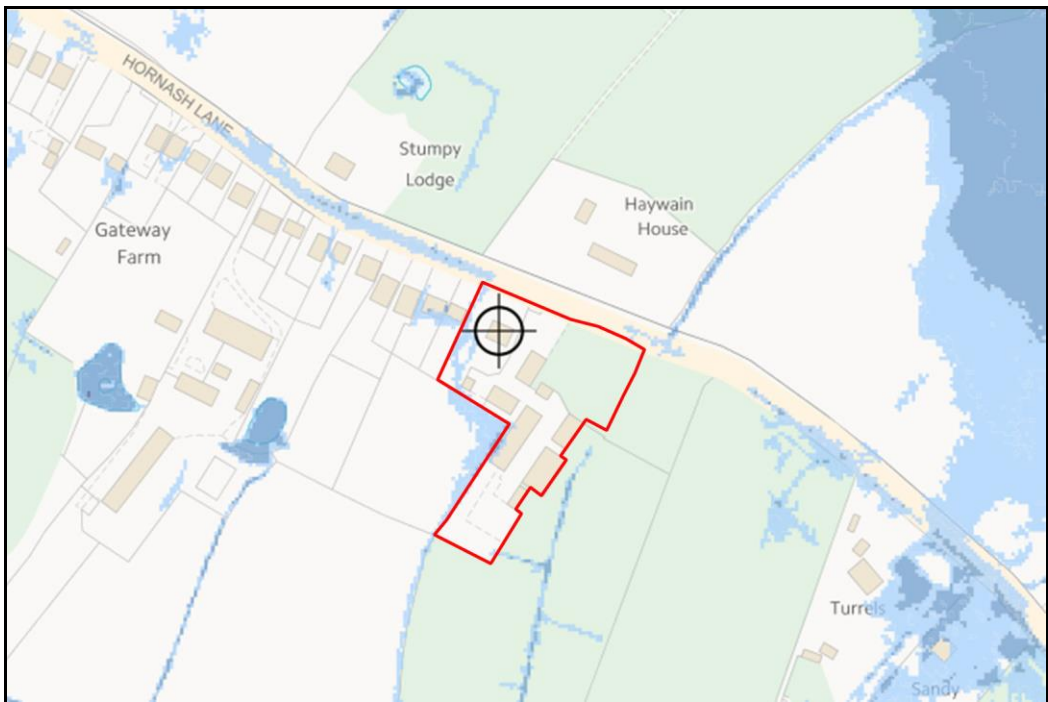 HORNASH LANE
Stumpy
Lodge
Haywain
House
Gateway
Farm
Turrels
Sandy